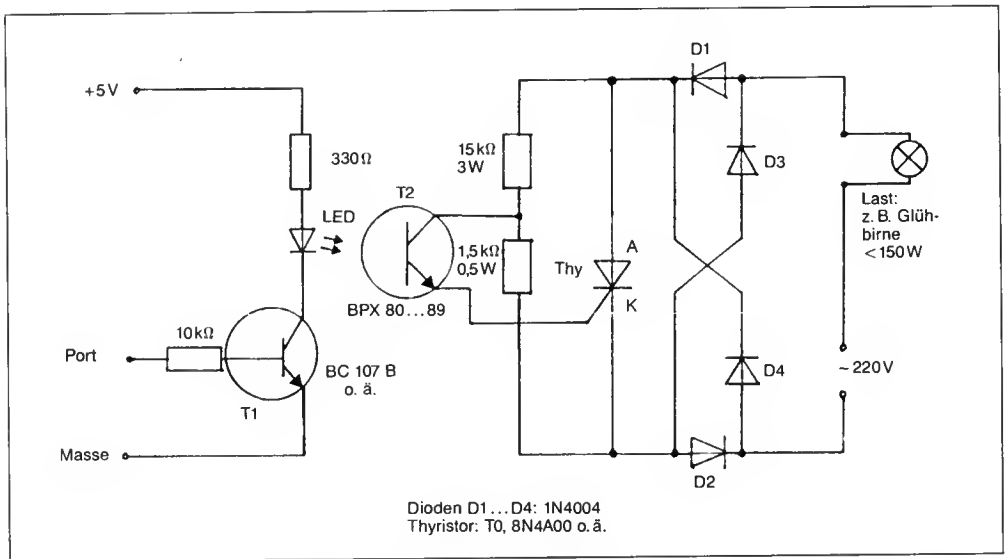 +5V
330Ω
LED
Port
10kΩ
T1
BC 107 B
o. ä.
Masse
T2
BPX 80...89
15kΩ
3W
1,5kΩ
0,5W
Thy
A
K
D1
D3
D4
D2
Last:
z. B. Glüh-
birne
<150W
~220V
Dioden D1...D4: 1N4004
Thyristor: T0, 8N4A00 o. ä.